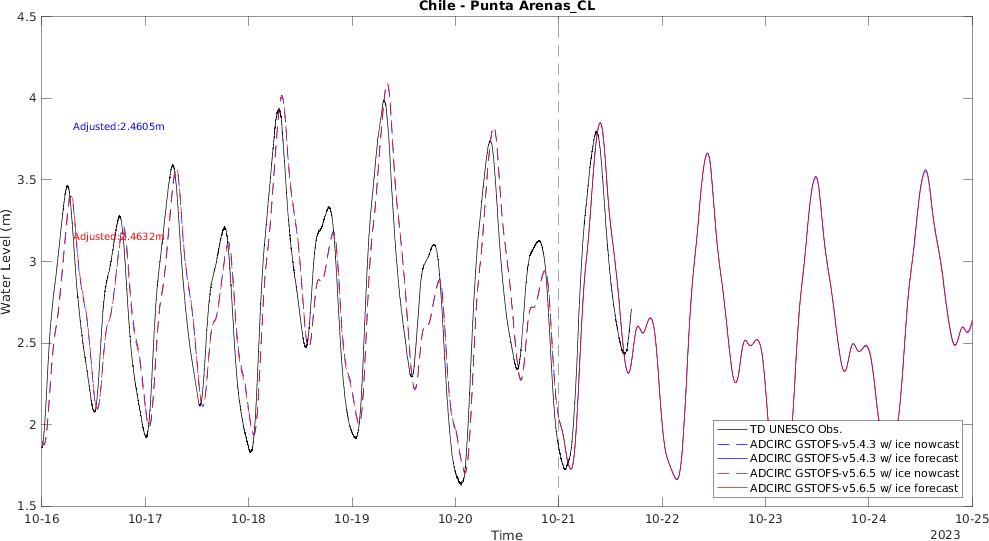 Chile - Punta Arenas_CL
4.5
4
3.5
3
2.5
2
1.5
Water Level (m)
Adjusted:2.4605m
Adjusted:2.4632m
TD UNESCO Obs.
ADCIRC GSTOFS-v5.4.3 w/ ice nowcast
ADCIRC GSTOFS-v5.4.3 w/ ice forecast
ADCIRC GSTOFS-v5.6.5 w/ ice nowcast
ADCIRC GSTOFS-v5.6.5 w/ ice forecast
10-16 10-17 10-18 10-19 10-20 10-21 10-22 10-23 10-24 10-25
Time
2023